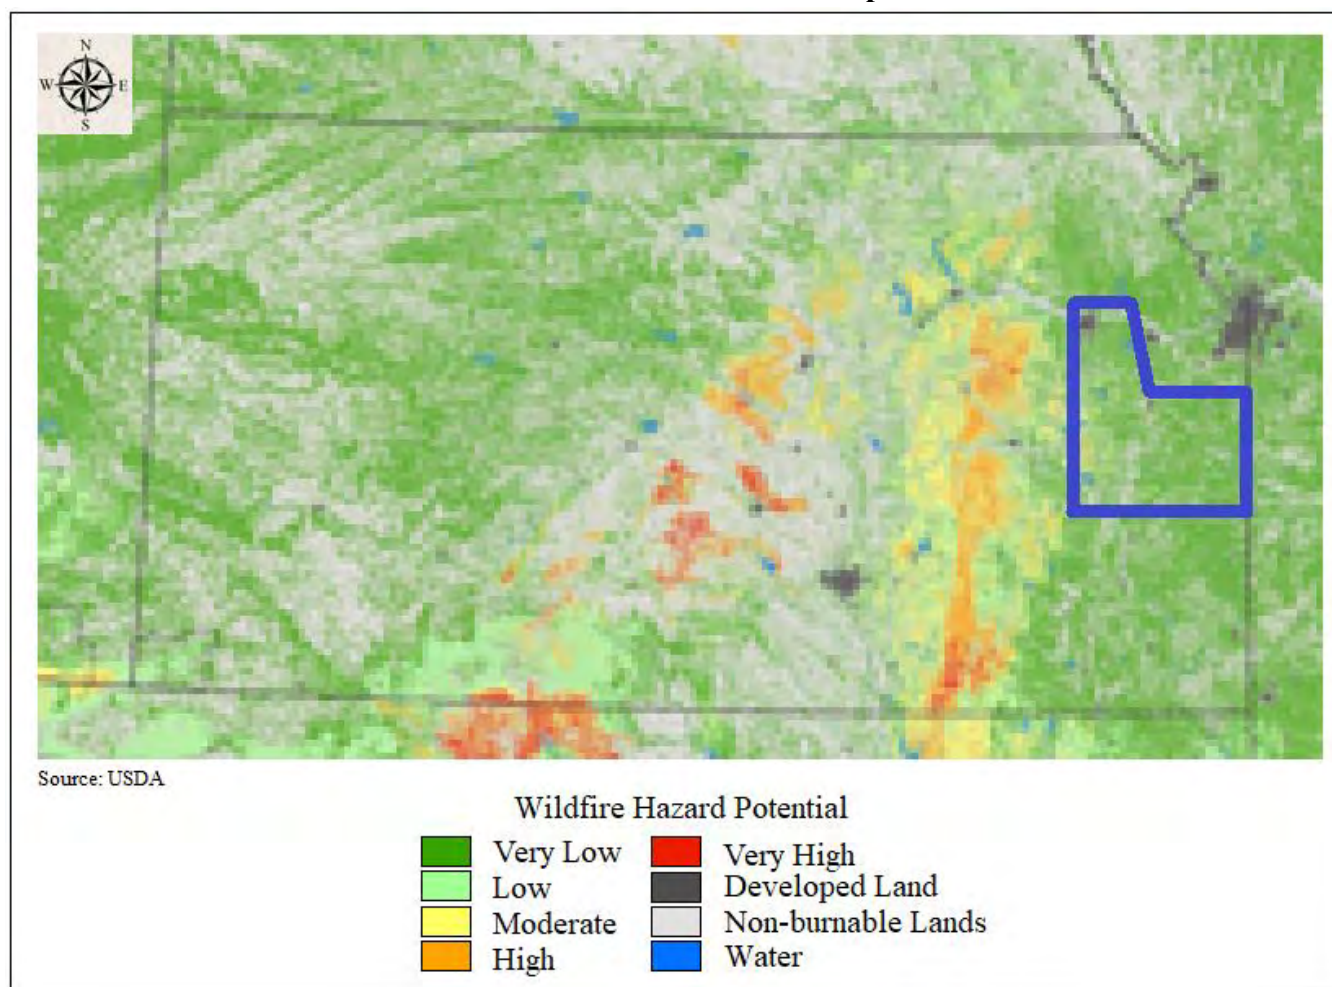 N
W E
S
Source: USDA
Wildfire Hazard Potential
Very Low
Very High
Low
Developed Land
Moderate
Non-burnable Lands
High
Water